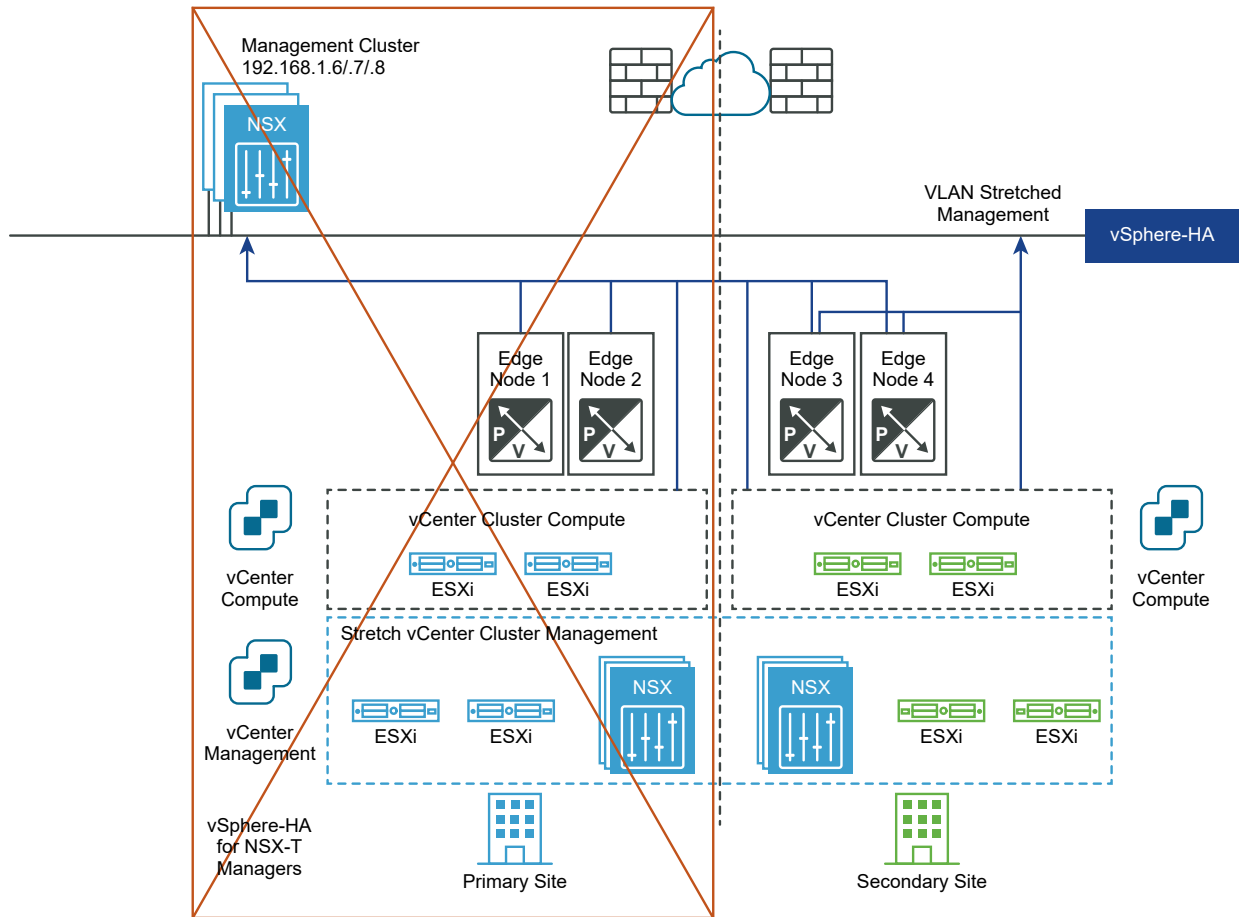 Management Cluster
192.168.1.6/.7/.8
NSX
VLAN Stretched
Management
vSphere-HA
Edge
Node 1
Edge
Node 2
Edge
Node 3
Edge
Node 4
P
V
P
V
P
V
P
V
vCenter Cluster Compute
vCenter Cluster Compute
ESXi
ESXi
ESXi
ESXi
vCenter
Compute
vCenter
Compute
Stretch vCenter Cluster Management
NSX
NSX
ESXi
ESXi
ESXi
ESXi
vCenter
Management
vSphere-HA
for NSX-T
Managers
Primary Site
Secondary Site